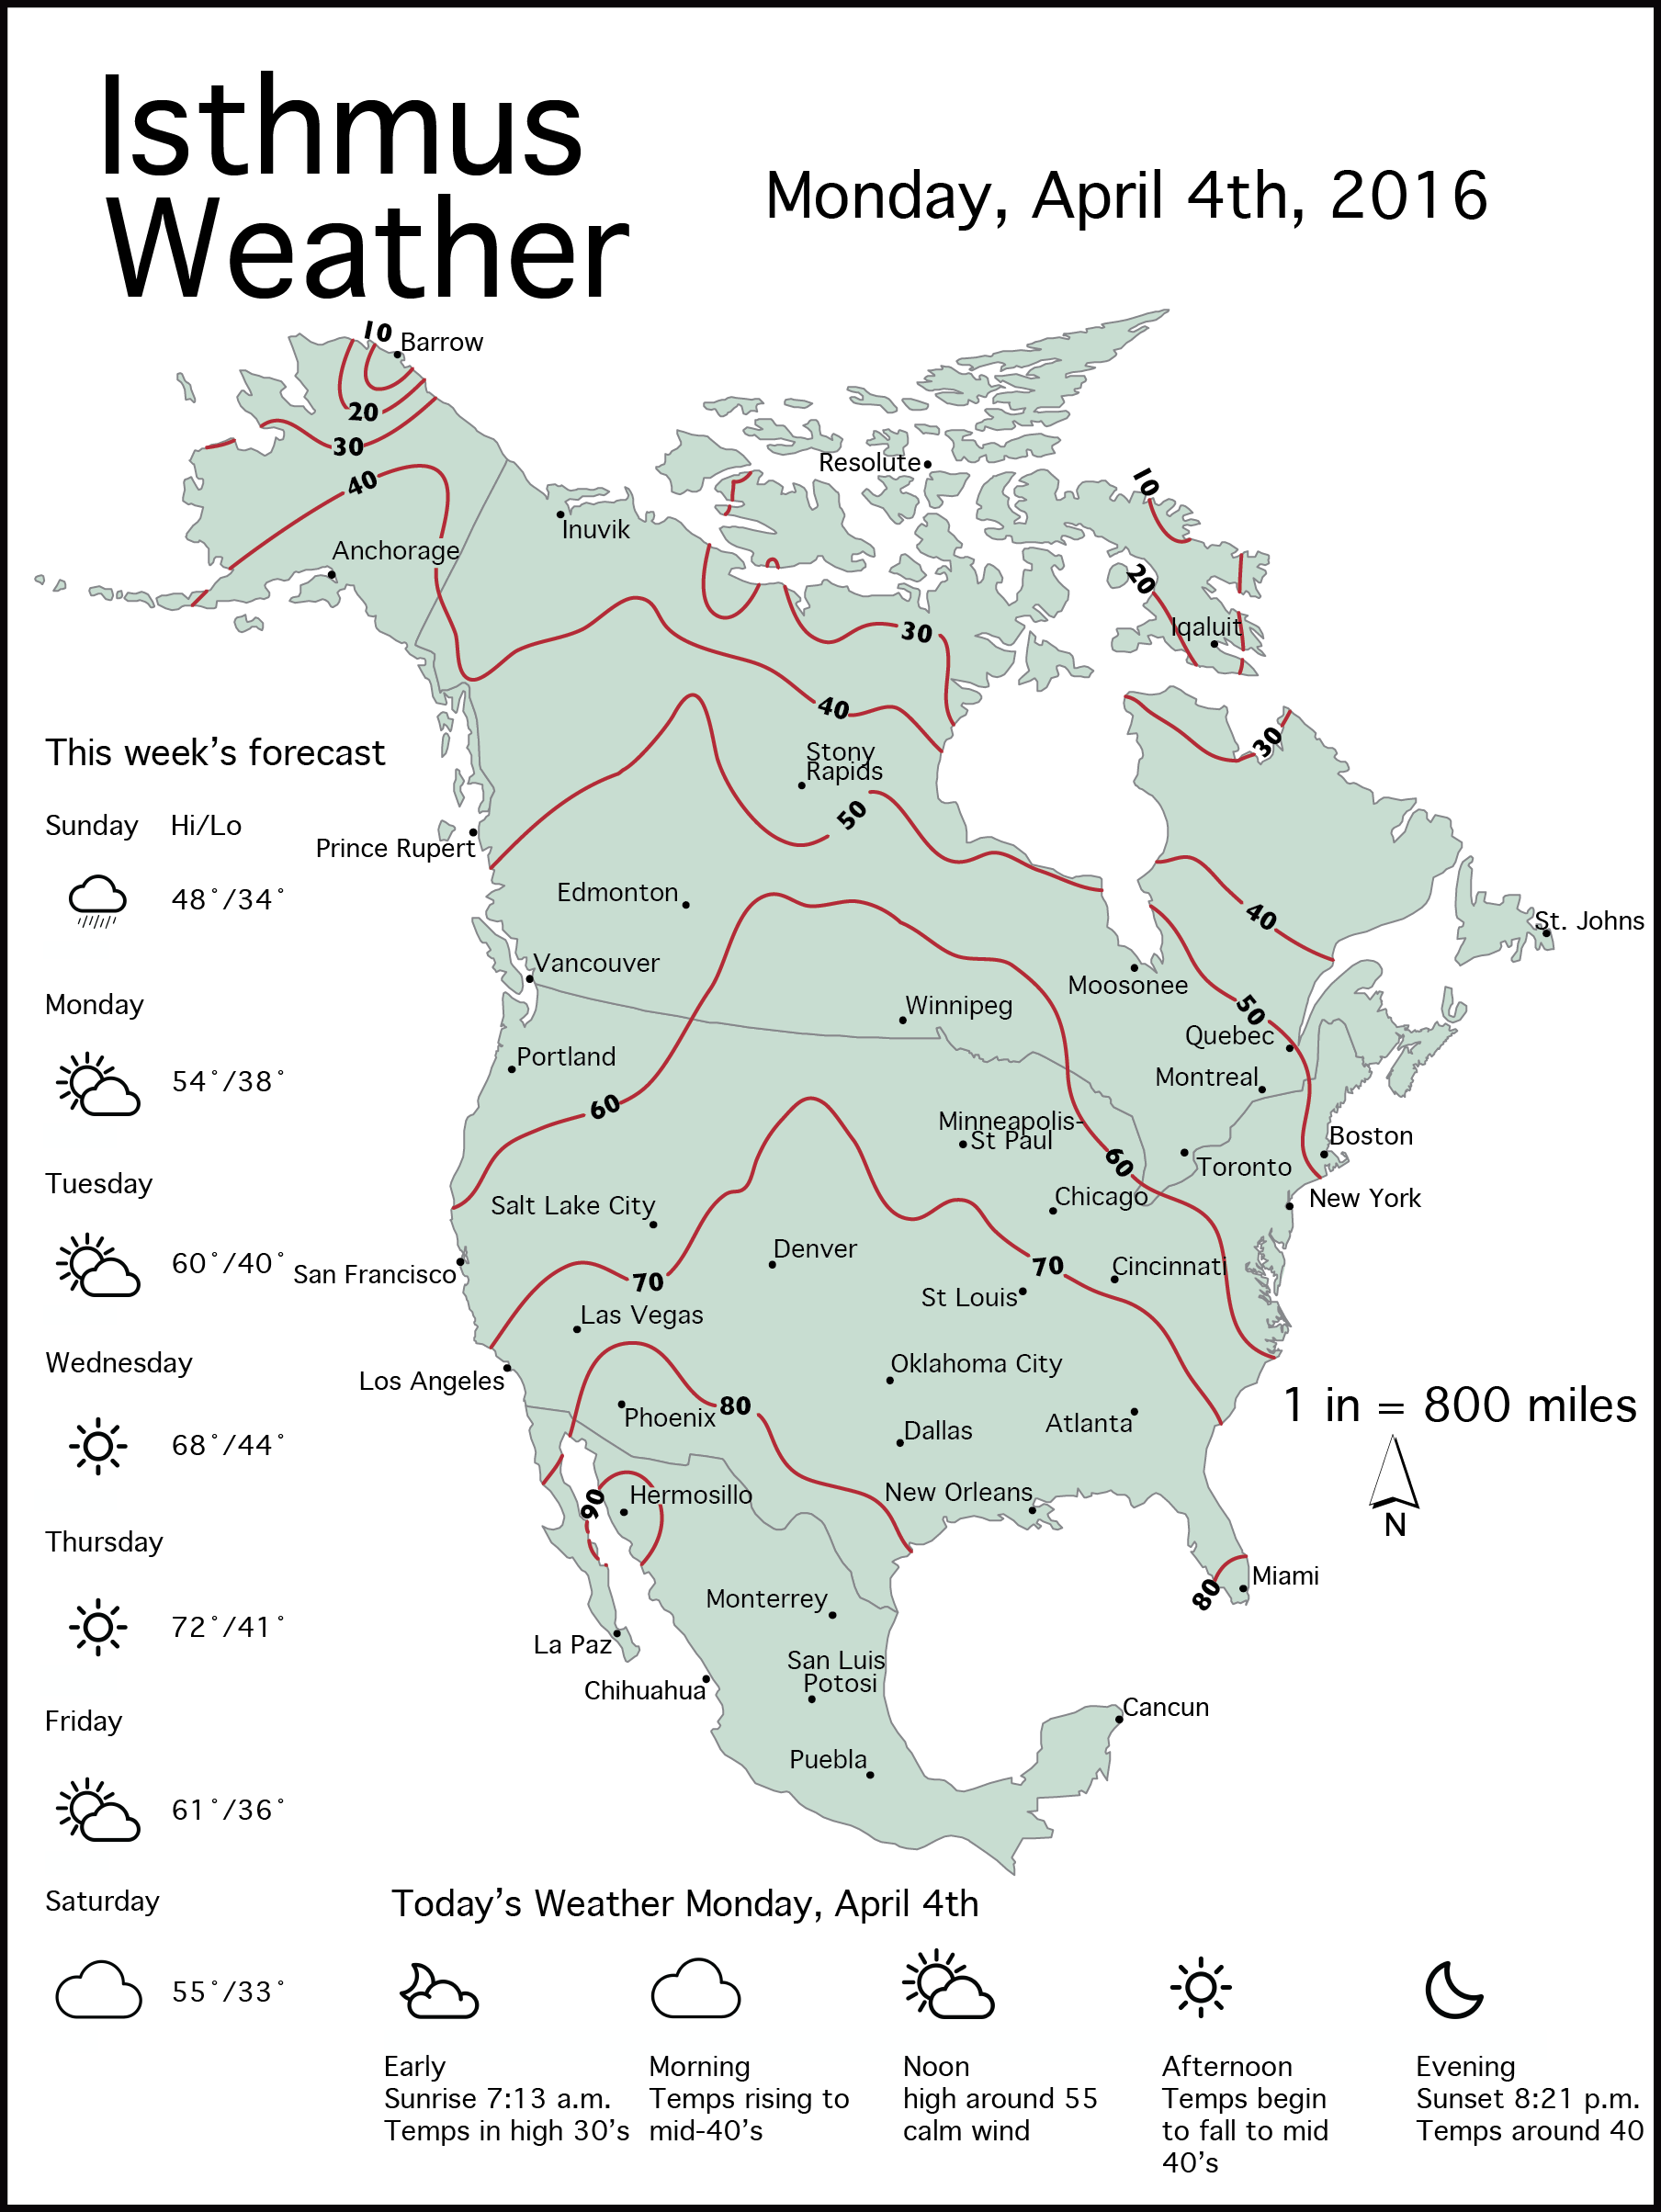 Isthmus
Weather
Monday, April 4th, 2016
10
Barrow
20
30
40
Anchorage
Inuvik
Resolute
10
20
Iqaluit
30
40
30
Stony
Rapids
50
This week's forecast
Sunday Hi/Lo
48°/34°
Prince Rupert
Edmonton
40
St. Johns
Vancouver
Moosonee
Winnipeg
50
Quebec
Monday
54°/38°
Portland
Montreal
60
Minneapolis-
St Paul
Boston
60
Toronto
Tuesday
60°/40°
Chicago
New York
Salt Lake City
Denver
San Francisco
70
70
Cincinnati
St Louis
Las Vegas
Wednesday
68°/44°
Los Angeles
Oklahoma City
80
Phoenix
Dallas
Atlanta
1 in = 800 miles
N
90
Hermosillo
New Orleans
Thursday
72°/41°
80
Miami
Monterrey
La Paz
San Luis
Potosi
Chihuahua
Cancun
Puebla
Friday
61°/36°
Saturday
55°/33°
Today's Weather Monday, April 4th
Early
Sunrise 7:13 a.m.
Temps in high 30's
Morning
Temps rising to
mid-40's
Noon
high around 55
calm wind
Afternoon
Temps begin
to fall to mid
40's
Evening
Sunset 8:21 p.m.
Temps around 40